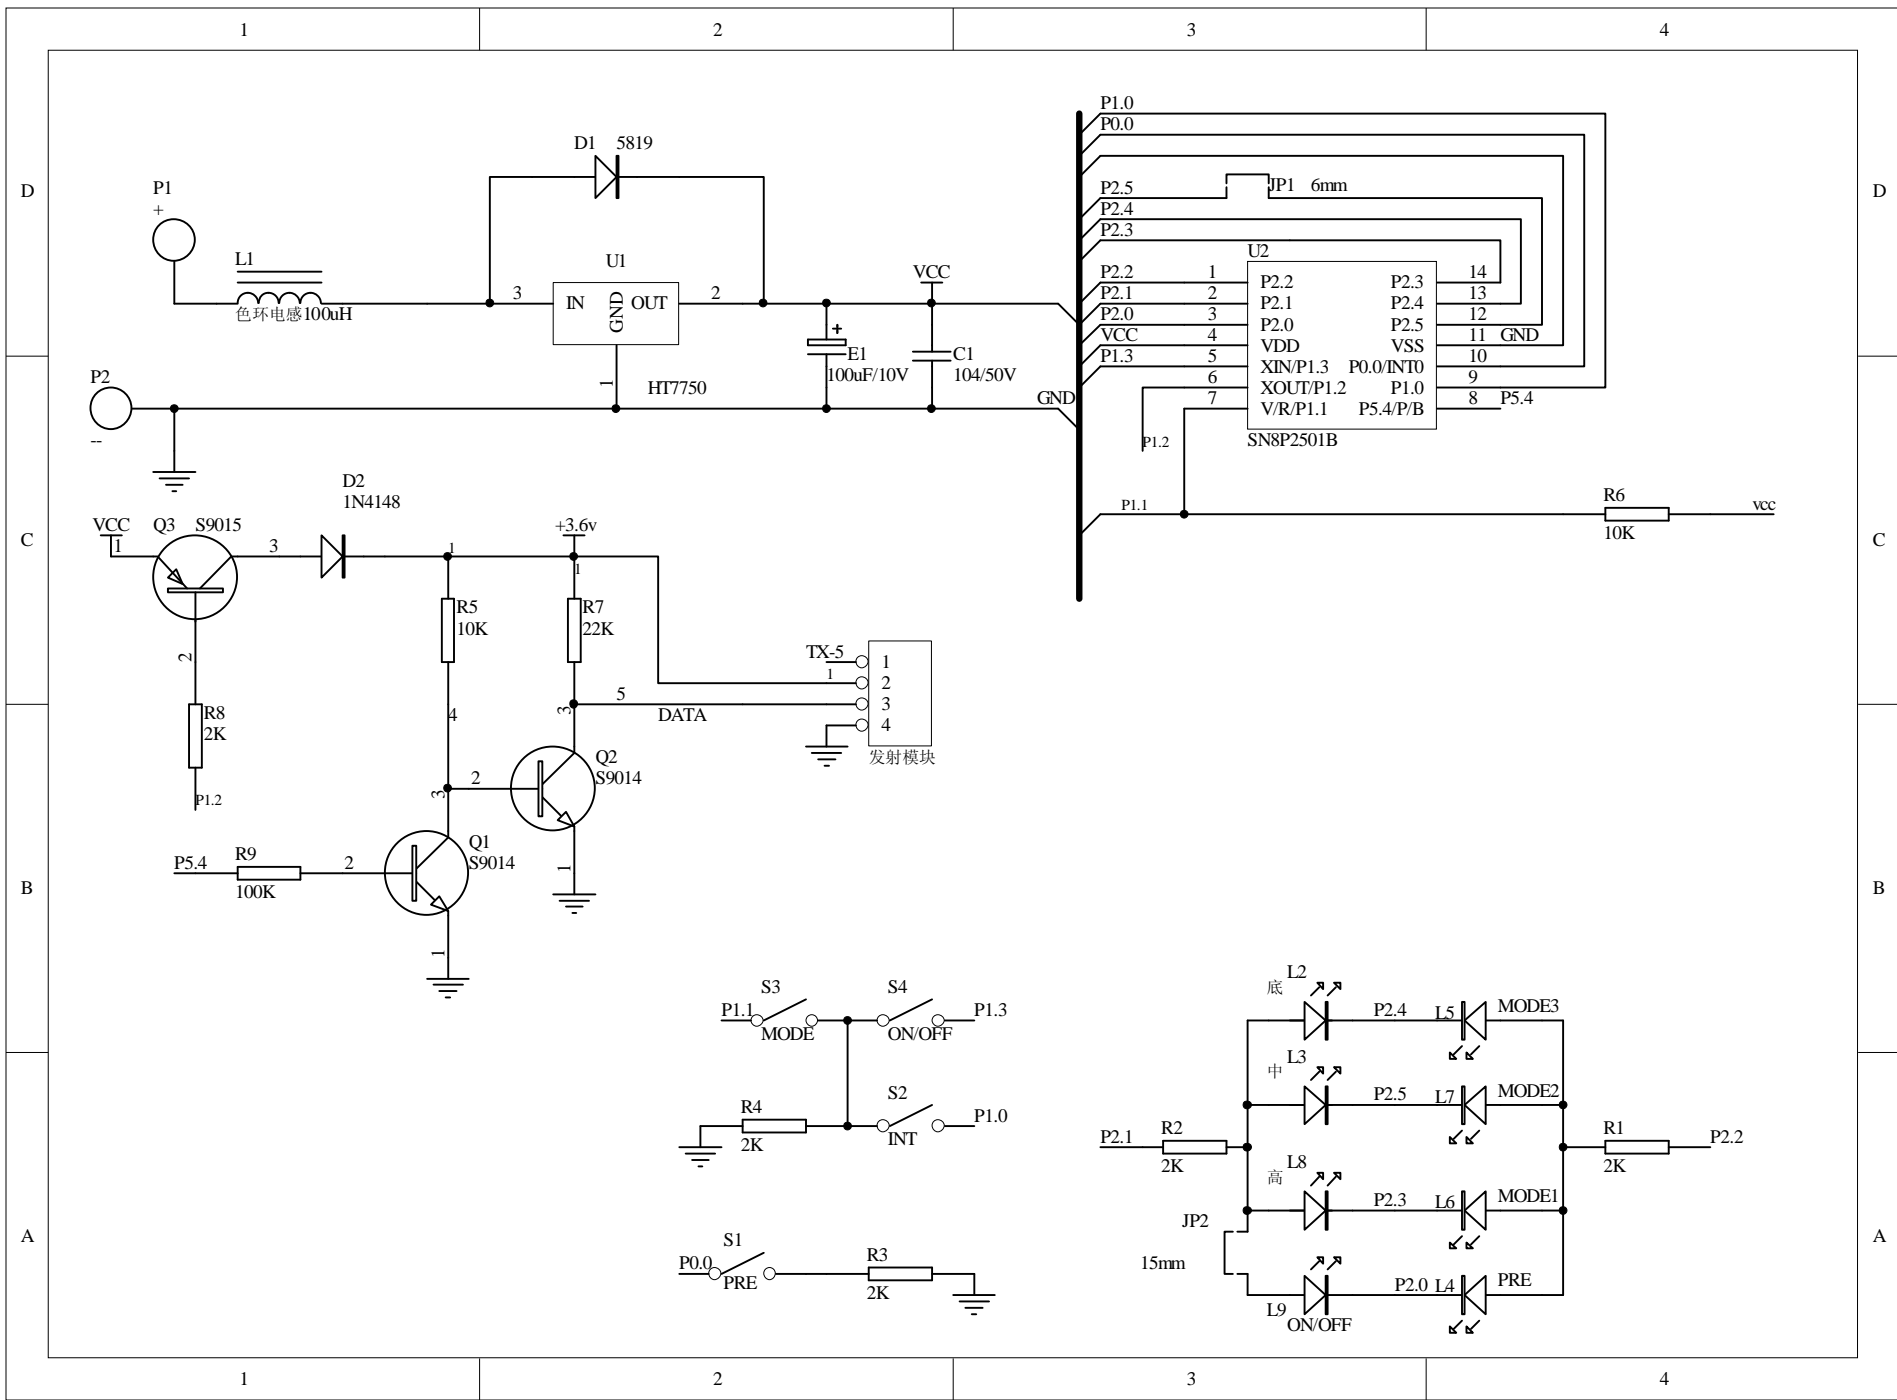 1
2
3
4
D
D
C
C
B
B
A
A
1
2
3
4
P1
+
L1
色环电感100uH
D1 5819
U1
3 IN GND OUT 2
1
HT7750
VCC
+
E1
100uF/10V
C1
104/50V
P2
--
GND
P1.0
P0.0
P2.5
JP1 6mm
P2.4
P2.3
U2
P2.2 1 P2.2 P2.3 14
P2.1 2 P2.1 P2.4 13
P2.0 3 P2.0 P2.5 12
VCC 4 VDD VSS 11 GND
P1.3 5 XIN/P1.3 P0.0/INT0 10
6 XOUT/P1.2 P1.0 9
7 V/R/P1.1 P5.4/P/B 8 P5.4
P1.2
SN8P2501B
P1.1
R6
10K
vcc
D2
1N4148
VCC
1
Q3 S9015
3
2
R8
2K
P1.2
1
+3.6v
1
R5
10K
R7
22K
4
3
5
DATA
3
TX-5
1
1
2
3
4
发射模块
2
Q2
S9014
1
P5.4
R9
100K
2
Q1
S9014
1
S3
P1.1
MODE
S4
P1.3
ON/OFF
R4
2K
S2
P1.0
INT
S1
P0.0
PRE
R3
2K
底 L2
P2.4
L5
MODE3
中 L3
P2.5
L7
MODE2
P2.1
R2
2K
R1
2K
P2.2
高 L8
P2.3
L6
MODE1
JP2
15mm
L9
ON/OFF
P2.0
L4
PRE